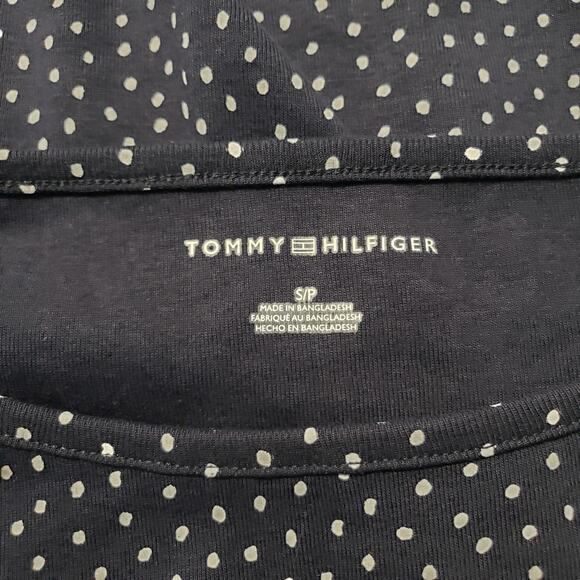 TOMMY HILFIGER
S/P
MADE IN BANGLADESH
FABRIQUÉ AU BANGLADESH
HECHO EN BANGLADESH